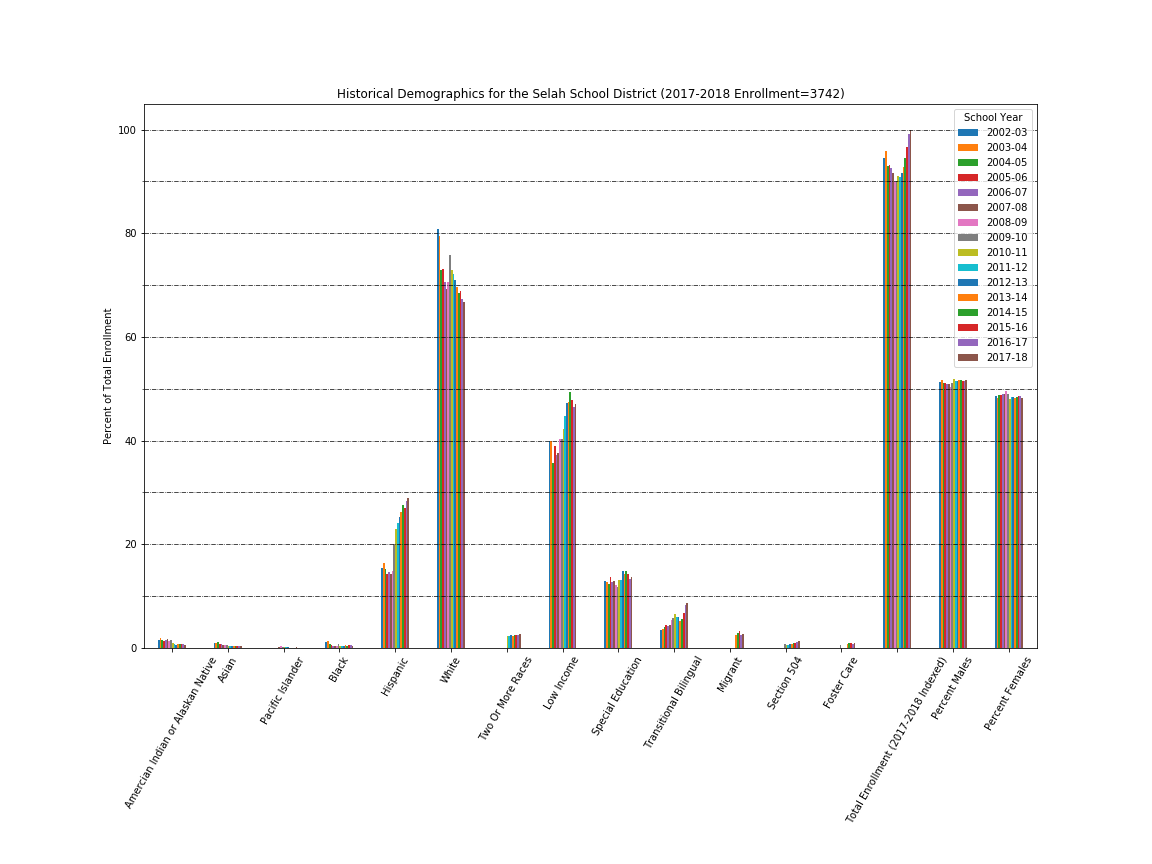 Historical Demographics for the Selah School District (2017-2018 Enrollment=3742)
Percent of Total Enrollment
100
80
60
40
20
0
School Year
2002-03
2003-04
2004-05
2005-06
2006-07
2007-08
2008-09
2009-10
2010-11
2011-12
2012-13
2013-14
2014-15
2015-16
2016-17
2017-18
Amercian Indian or Alaskan Native
Asian
Pacific Islander
Black
Hispanic
White
Two Or More Races
Low Income
Special Education
Transitional Bilingual
Migrant
Section 504
Foster Care
Total Enrollment (2017-2018 Indexed)
Percent Males
Percent Females